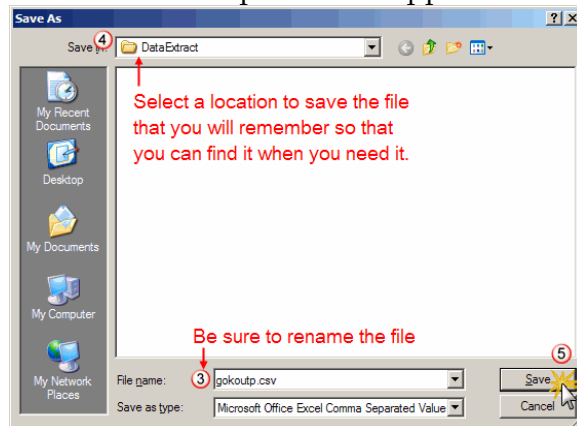 Save As
Save in: 4 DataExtract
My Recent
Documents
Desktop
My Documents
My Computer
My Network
Places
Select a location to save the file
that you will remember so that
you can find it when you need it.
Be sure to rename the file
5
File name: 3 gokoutp.csv
Save
Save as type: Microsoft Office Excel Comma Separated Value
Cancel